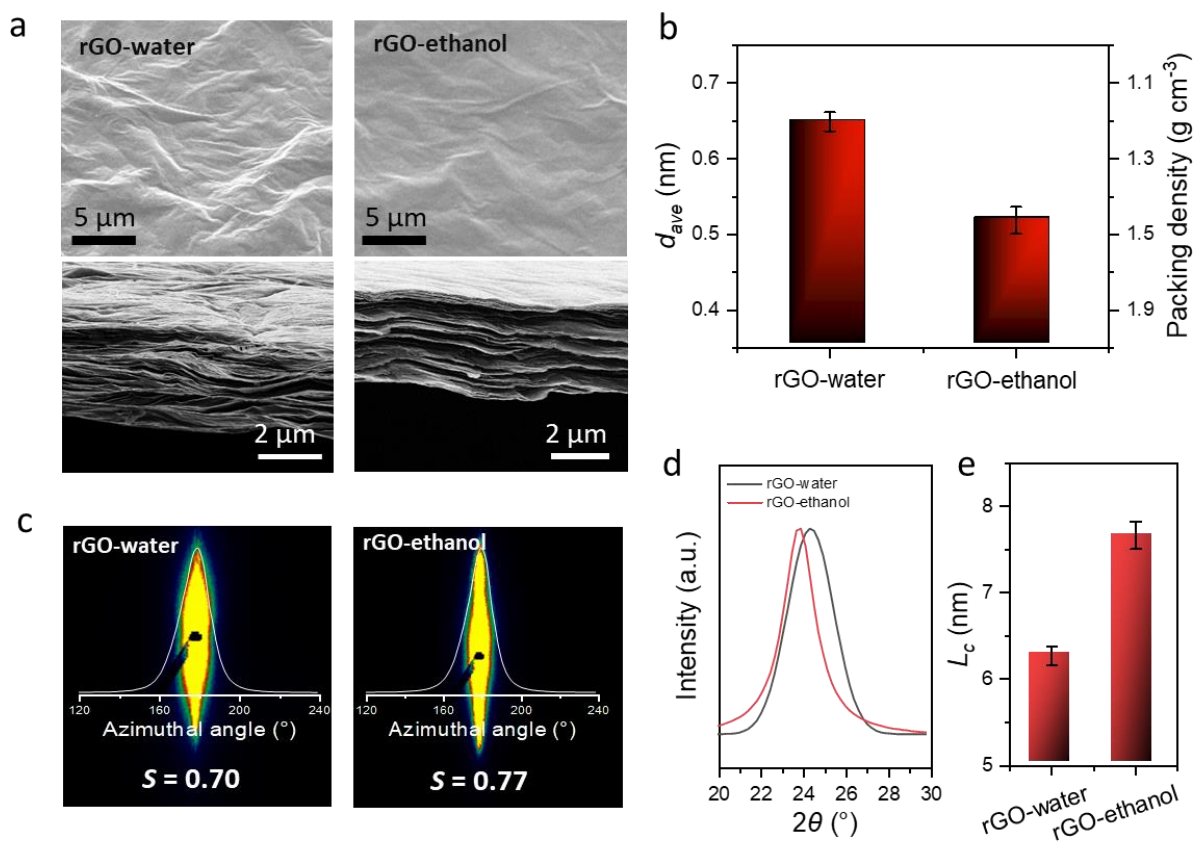 a
rGO-water
rGO-ethanol
5 μm
5 μm
2 μm
2 μm
b
0.7
0.6
0.5
0.4
d_ave (nm)
1.1
1.3
1.5
1.9
Packing density (g cm⁻³)
rGO-water
rGO-ethanol
c
rGO-water
rGO-ethanol
120
160
200
240
Azimuthal angle (°)
S = 0.70
120
160
200
240
Azimuthal angle (°)
S = 0.77
d
rGO-water
rGO-ethanol
Intensity (a.u.)
20
22
24
26
28
30
2θ (°)
e
8
7
6
5
L_c (nm)
rGO-water
rGO-ethanol